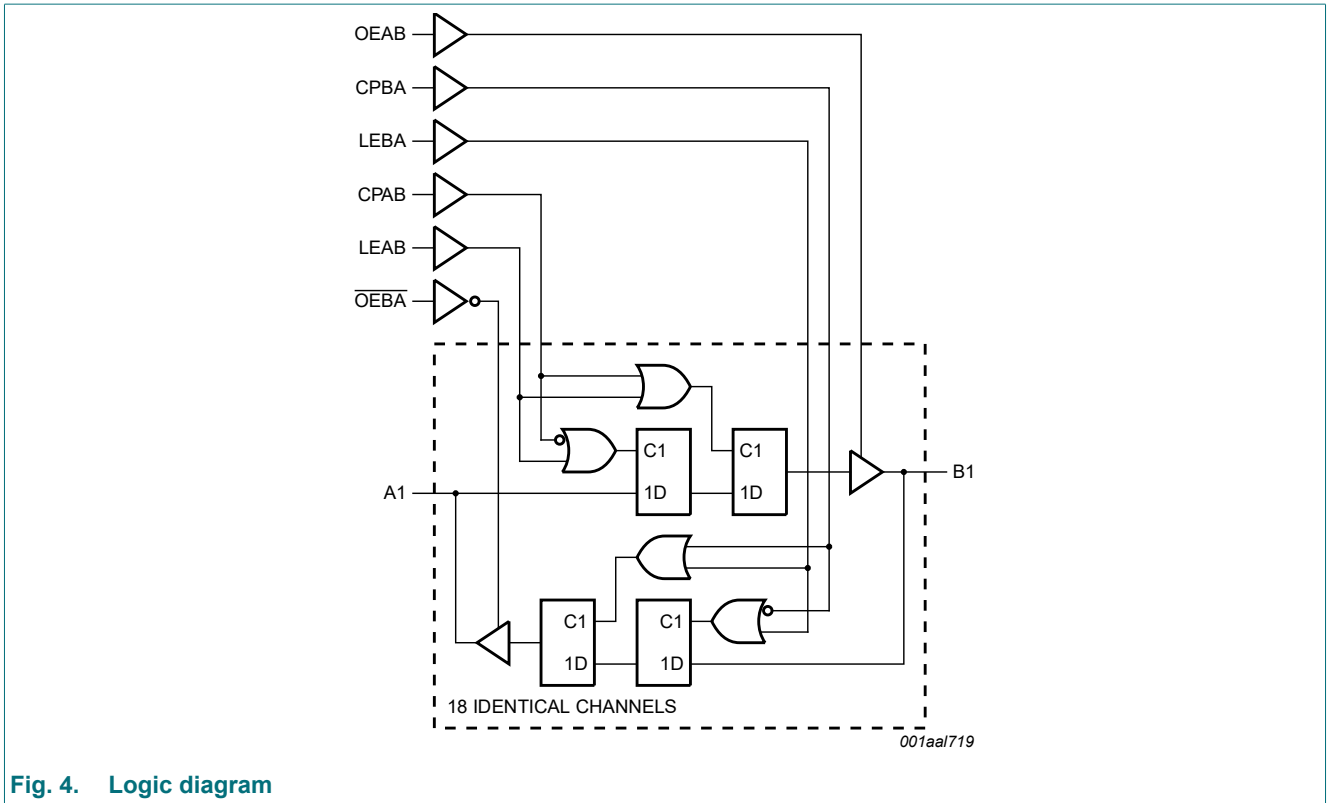 OEAB
CPBA
LEBA
CPAB
LEAB
OEBA
C1
C1
1D
1D
A1
B1
C1
C1
1D
1D
18 IDENTICAL CHANNELS
001aal719
Fig. 4. Logic diagram